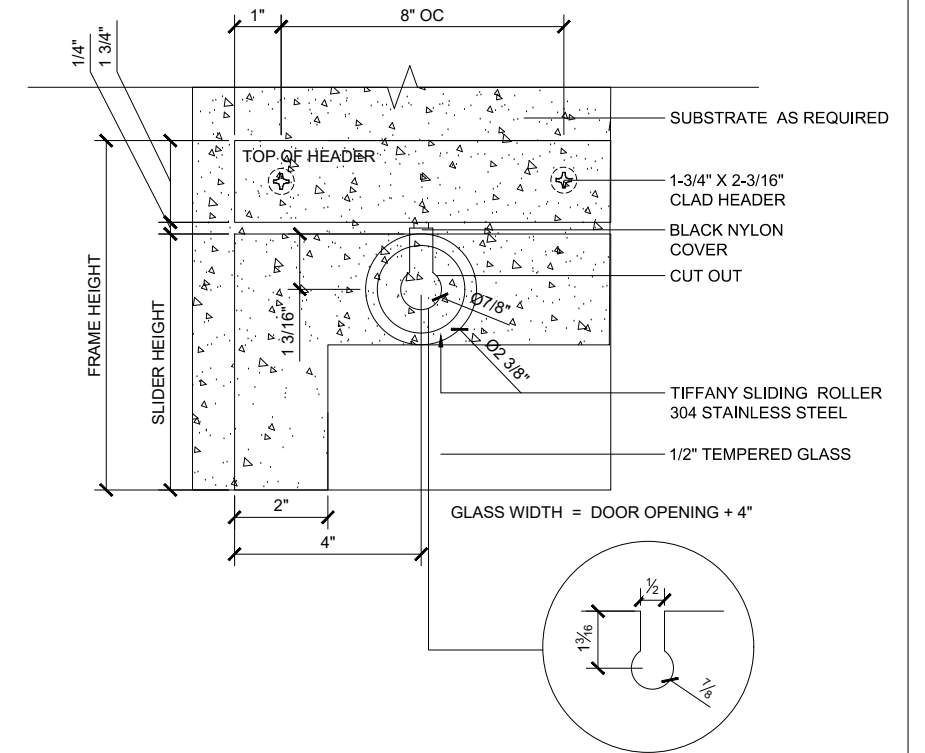 1"
8" OC
1/4"
1 3/4"
SUBSTRATE AS REQUIRED
TOP OF HEADER
1-3/4" X 2-3/16"
CLAD HEADER
BLACK NYLON
COVER
CUT OUT
FRAME HEIGHT
SLIDER HEIGHT
1 3/16"
Ø7/8"
Ø2 3/8"
TIFFANY SLIDING ROLLER
304 STAINLESS STEEL
1/2" TEMPERED GLASS
2"
GLASS WIDTH = DOOR OPENING + 4"
4"
½
1 3/16
7/8